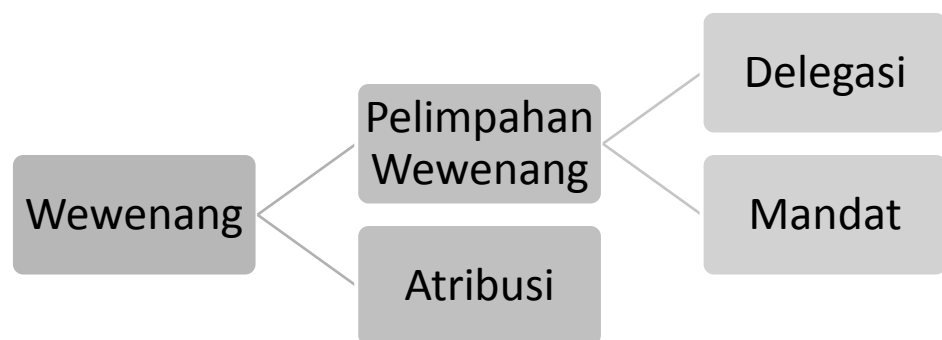 Wewenang
Pelimpahan
Wewenang
Delegasi
Mandat
Atribusi